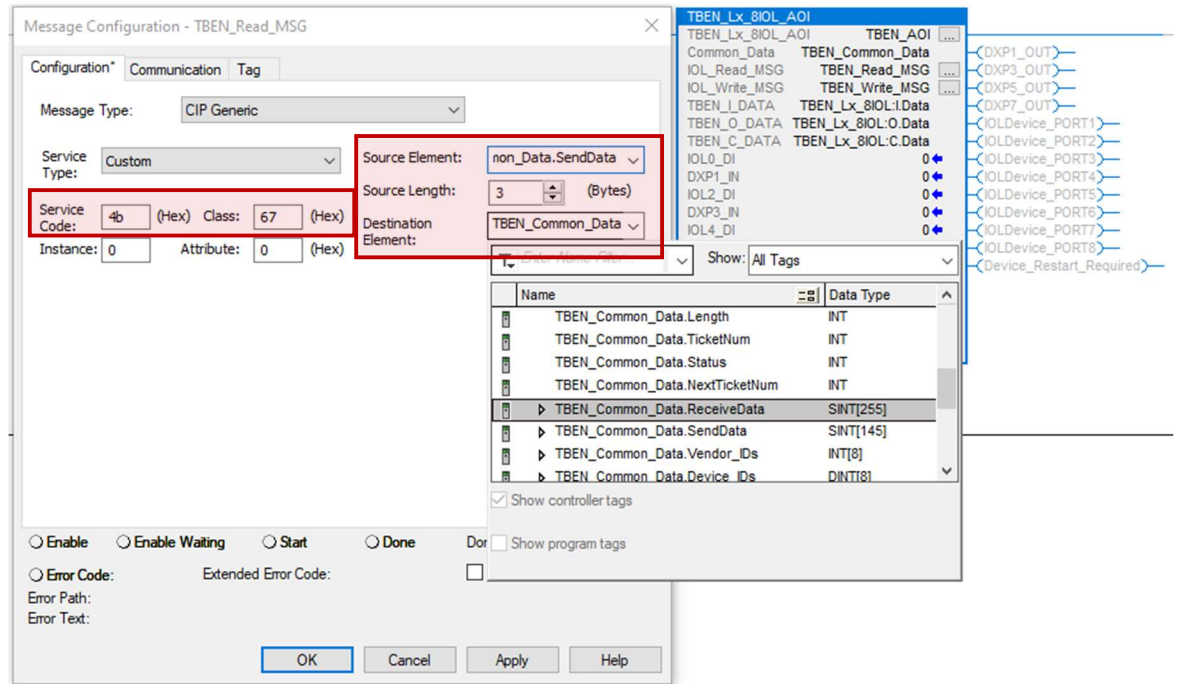 Message Configuration - TBEN_Read_MSG
Configuration* Communication Tag
Message Type: CIP Generic
Service Type: Custom
Service Code: 4b (Hex) Class: 67 (Hex)
Instance: 0 Attribute: 0 (Hex)
Source Element: non_Data.SendData
Source Length: 3 (Bytes)
Destination Element: TBEN_Common_Data
Enter Name Filter... Show: All Tags
Name Data Type
TBEN_Common_Data.Length INT
TBEN_Common_Data.TicketNum INT
TBEN_Common_Data.Status INT
TBEN_Common_Data.NextTicketNum INT
TBEN_Common_Data.ReceiveData SINT[255]
TBEN_Common_Data.SendData SINT[145]
TBEN_Common_Data.Vendor_IDs INT[8]
TBEN_Common_Data.Device_IDs DINT[8]
Show controller tags
Show program tags
Enable Enable Waiting Start Done
Error Code: Extended Error Code:
Error Path:
Error Text:
OK Cancel Apply Help
TBEN_Lx_8IOL_AOI
TBEN_Lx_8IOL_AOI TBEN_AOI ...
Common_Data TBEN_Common_Data
IOL_Read_MSG TBEN_Read_MSG ...
IOL_Write_MSG TBEN_Write_MSG ...
TBEN_I_DATA TBEN_Lx_8IOL:I.Data
TBEN_O_DATA TBEN_Lx_8IOL:O.Data
TBEN_C_DATA TBEN_Lx_8IOL:C.Data
IOL0_DI 0
DXP1_IN 0
IOL2_DI 0
DXP3_IN 0
IOL4_DI 0
DXP1_OUT
DXP3_OUT
DXP5_OUT
DXP7_OUT
IOLDevice_PORT1
IOLDevice_PORT2
IOLDevice_PORT3
IOLDevice_PORT4
IOLDevice_PORT5
IOLDevice_PORT6
IOLDevice_PORT7
IOLDevice_PORT8
Device_Restart_Required